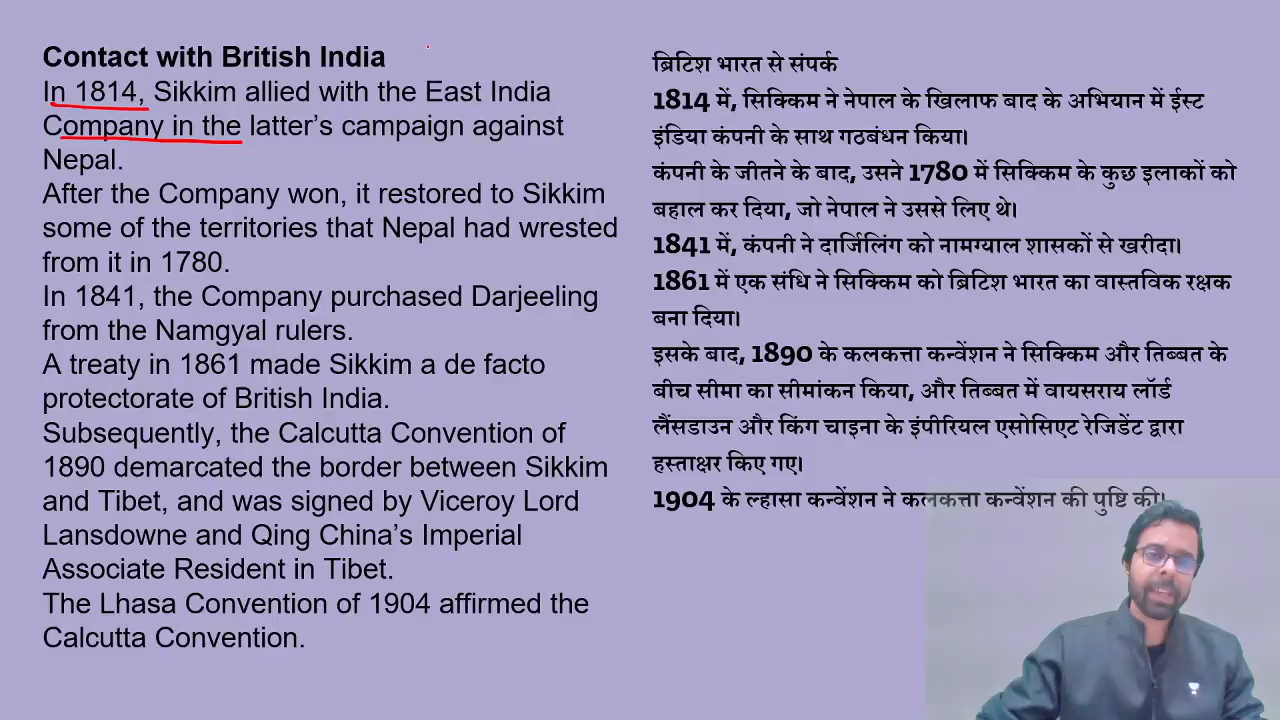 Contact with British India
In 1814, Sikkim allied with the East India
Company in the latter’s campaign against
Nepal.
After the Company won, it restored to Sikkim
some of the territories that Nepal had wrested
from it in 1780.
In 1841, the Company purchased Darjeeling
from the Namgyal rulers.
A treaty in 1861 made Sikkim a de facto
protectorate of British India.
Subsequently, the Calcutta Convention of
1890 demarcated the border between Sikkim
and Tibet, and was signed by Viceroy Lord
Lansdowne and Qing China’s Imperial
Associate Resident in Tibet.
The Lhasa Convention of 1904 affirmed the
Calcutta Convention.
ब्रिटिश भारत से संपर्क
1814 में, सिक्किम ने नेपाल के खिलाफ बाद के अभियान में ईस्ट
इंडिया कंपनी के साथ गठबंधन किया।
कंपनी के जीतने के बाद, उसने 1780 में सिक्किम के कुछ इलाकों को
बहाल कर दिया, जो नेपाल ने उससे लिए थे।
1841 में, कंपनी ने दार्जिलिंग को नामग्याल शासकों से खरीदा।
1861 में एक संधि ने सिक्किम को ब्रिटिश भारत का वास्तविक रक्षक
बना दिया।
इसके बाद, 1890 के कलकत्ता कन्वेंशन ने सिक्किम और तिब्बत के
बीच सीमा का सीमांकन किया, और तिब्बत में वायसराय लॉर्ड
लैंसडाउन और किंग चाइना के इंपीरियल एसोसिएट रेजिडेंट द्वारा
हस्ताक्षर किए गए।
1904 के ल्हासा कन्वेंशन ने कलकत्ता कन्वेंशन की पुष्टि की।